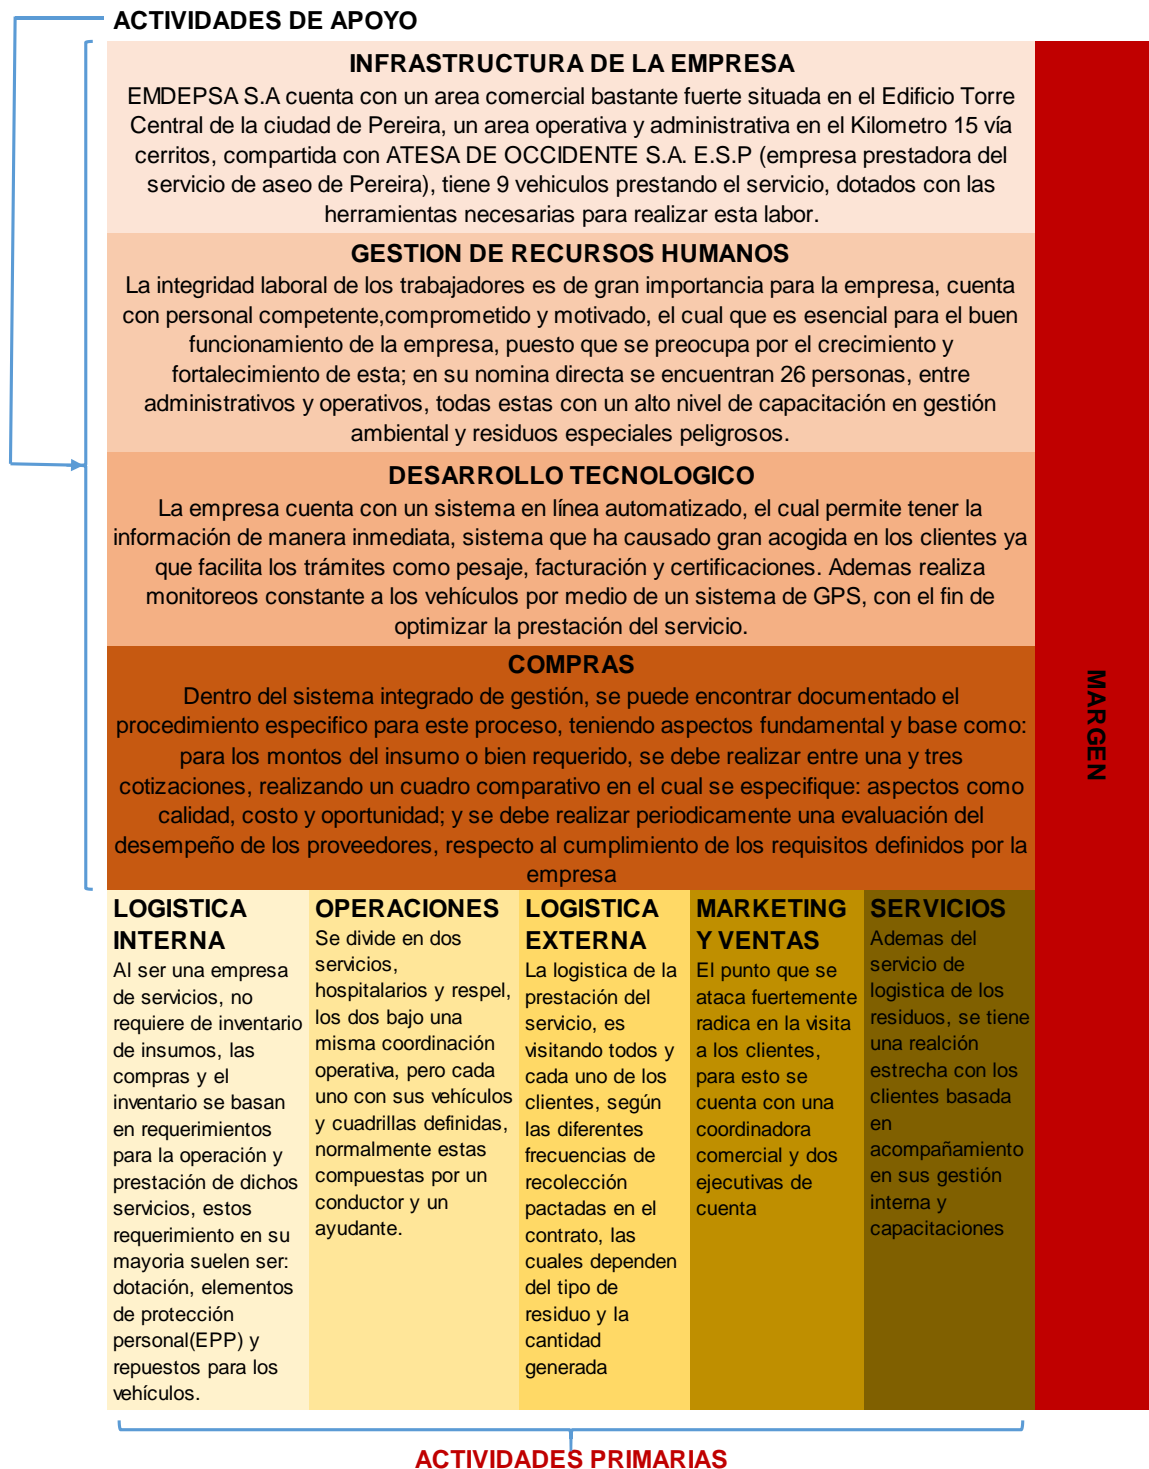 ACTIVIDADES DE APOYO
INFRASTRUCTURA DE LA EMPRESA
EMDEPSA S.A cuenta con un area comercial bastante fuerte situada en el Edificio Torre
Central de la ciudad de Pereira, un area operativa y administrativa en el Kilometro 15 vía
cerritos, compartida con ATESA DE OCCIDENTE S.A. E.S.P (empresa prestadora del
servicio de aseo de Pereira), tiene 9 vehiculos prestando el servicio, dotados con las
herramientas necesarias para realizar esta labor.
GESTION DE RECURSOS HUMANOS
La integridad laboral de los trabajadores es de gran importancia para la empresa, cuenta
con personal competente,comprometido y motivado, el cual que es esencial para el buen
funcionamiento de la empresa, puesto que se preocupa por el crecimiento y
fortalecimiento de esta; en su nomina directa se encuentran 26 personas, entre
administrativos y operativos, todas estas con un alto nivel de capacitación en gestión
ambiental y residuos especiales peligrosos.
DESARROLLO TECNOLOGICO
La empresa cuenta con un sistema en línea automatizado, el cual permite tener la
información de manera inmediata, sistema que ha causado gran acogida en los clientes ya
que facilita los trámites como pesaje, facturación y certificaciones. Ademas realiza
monitoreos constante a los vehículos por medio de un sistema de GPS, con el fin de
optimizar la prestación del servicio.
COMPRAS
Dentro del sistema integrado de gestión, se puede encontrar documentado el
procedimiento especifico para este proceso, teniendo aspectos fundamental y base como:
para los montos del insumo o bien requerido, se debe realizar entre una y tres
cotizaciones, realizando un cuadro comparativo en el cual se especifique: aspectos como
calidad, costo y oportunidad; y se debe realizar periodicamente una evaluación del
desempeño de los proveedores, respecto al cumplimiento de los requisitos definidos por la
empresa
MARGEN
LOGISTICA
INTERNA
Al ser una empresa
de servicios, no
requiere de inventario
de insumos, las
compras y el
inventario se basan
en requerimientos
para la operación y
prestación de dichos
servicios, estos
requerimiento en su
mayoria suelen ser:
dotación, elementos
de protección
personal(EPP) y
repuestos para los
vehículos.
OPERACIONES
Se divide en dos
servicios,
hospitalarios y respel,
los dos bajo una
misma coordinación
operativa, pero cada
uno con sus vehículos
y cuadrillas definidas,
normalmente estas
compuestas por un
conductor y un
ayudante.
LOGISTICA
EXTERNA
La logistica de la
prestación del
servicio, es
visitando todos y
cada uno de los
clientes, según
las diferentes
frecuencias de
recolección
pactadas en el
contrato, las
cuales dependen
del tipo de
residuo y la
cantidad
generada
MARKETING
Y VENTAS
El punto que se
ataca fuertemente
radica en la visita
a los clientes,
para esto se
cuenta con una
coordinadora
comercial y dos
ejecutivas de
cuenta
SERVICIOS
Ademas del
servicio de
logistica de los
residuos, se tiene
una realción
estrecha con los
clientes basada
en
acompañamiento
en sus gestión
interna y
capacitaciones
ACTIVIDADES PRIMARIAS